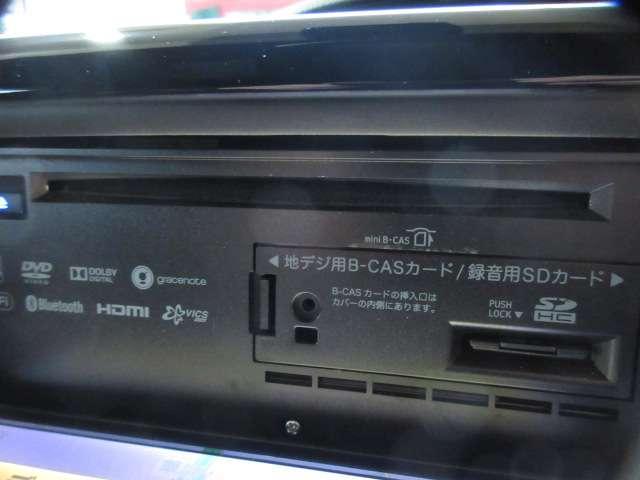 mini B-CAS
◀ 地デジ用B-CASカード/録音用SDカード ▶
B-CASカードの挿入口は
カバーの内側にあります。
PUSH
LOCK ▼
SD
HC
DVD
DOLBY
DIGITAL
gracenote
Bluetooth
HDMI
VICS